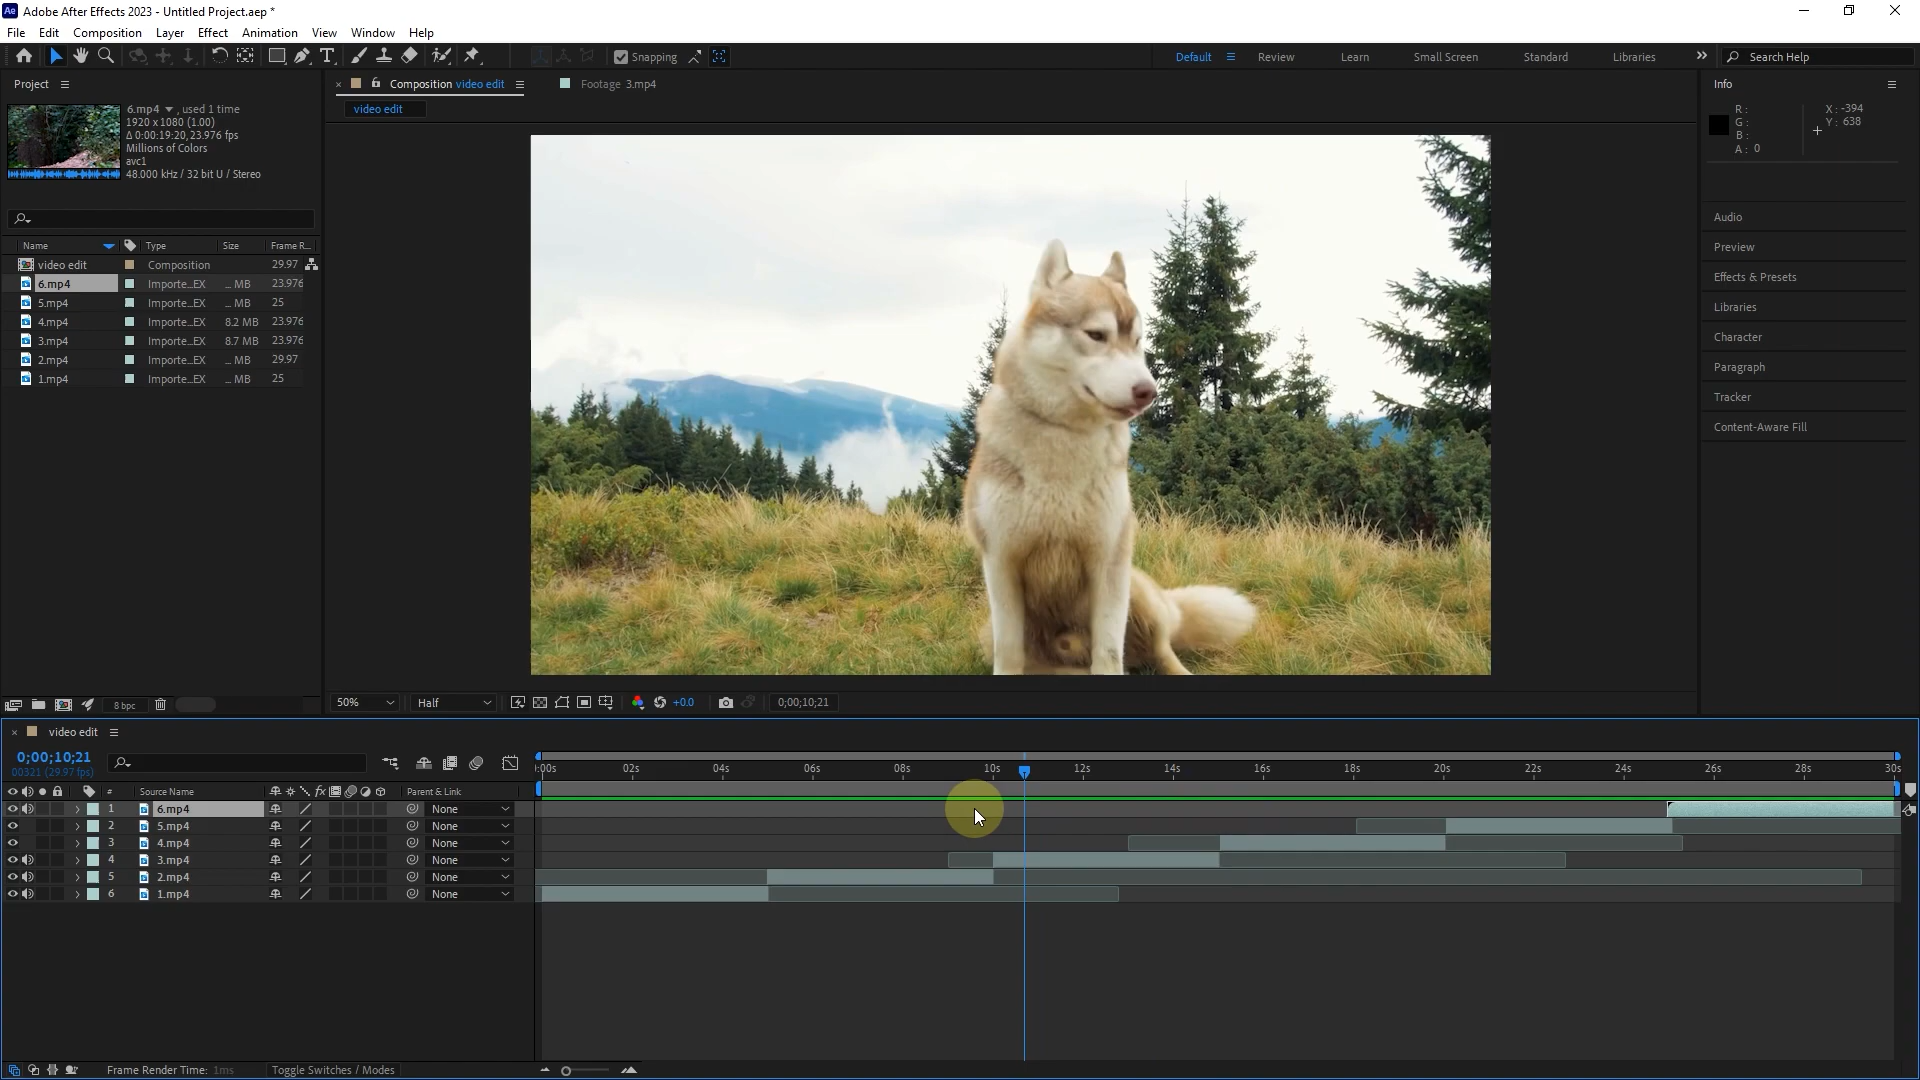 Ae Adobe After Effects 2023 - Untitled Project.aep *
File Edit Composition Layer Effect Animation View Window Help
Snapping
Default Review Learn Small Screen Standard Libraries
Search Help
Project
6.mp4 , used 1 time
1920 x 1080 (1.00)
Δ 0:00:19:20, 23.976 fps
Millions of Colors
avc1
48.000 kHz / 32 bit U / Stereo
Name Type Size Frame R...
video edit Composition 29.97
6.mp4 Importe...EX ... MB 23.976
5.mp4 Importe...EX ... MB 25
4.mp4 Importe...EX 8.2 MB 23.976
3.mp4 Importe...EX 8.7 MB 23.976
2.mp4 Importe...EX ... MB 29.97
1.mp4 Importe...EX ... MB 25
8 bpc
Composition video edit
Footage 3.mp4
video edit
50% Half +0.0 0;00;10;21
Info
R : X : -394
G : Y : 638
B :
A : 0
Audio
Preview
Effects & Presets
Libraries
Character
Paragraph
Tracker
Content-Aware Fill
video edit
0;00;10;21
00321 (29.97 fps)
:00s 02s 04s 06s 08s 10s 12s 14s 16s 18s 20s 22s 24s 26s 28s 30s
# Source Name fx Parent & Link
1 6.mp4 None
2 5.mp4 None
3 4.mp4 None
4 3.mp4 None
5 2.mp4 None
6 1.mp4 None
Frame Render Time: 1ms Toggle Switches / Modes